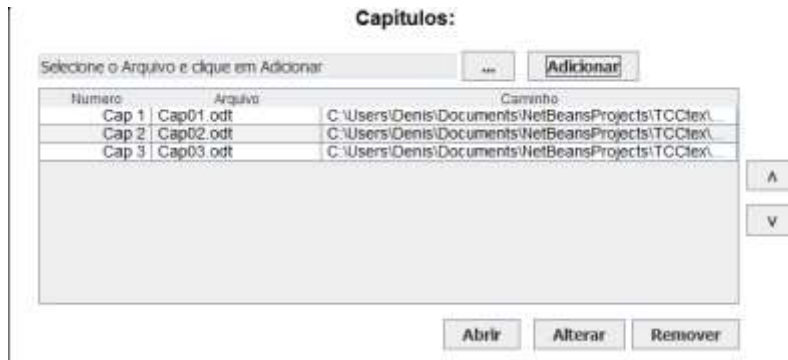 Capitulos:
Selecione o Arquivo e clique em Adicionar ... Adicionar
Numero Arquivo Caminho
Cap 1 Cap01.odt C:\Users\Denis\Documents\NetBeansProjects\TCCtex\...
Cap 2 Cap02.odt C:\Users\Denis\Documents\NetBeansProjects\TCCtex\...
Cap 3 Cap03.odt C:\Users\Denis\Documents\NetBeansProjects\TCCtex\...
ʌ
v
Abrir Alterar Remover